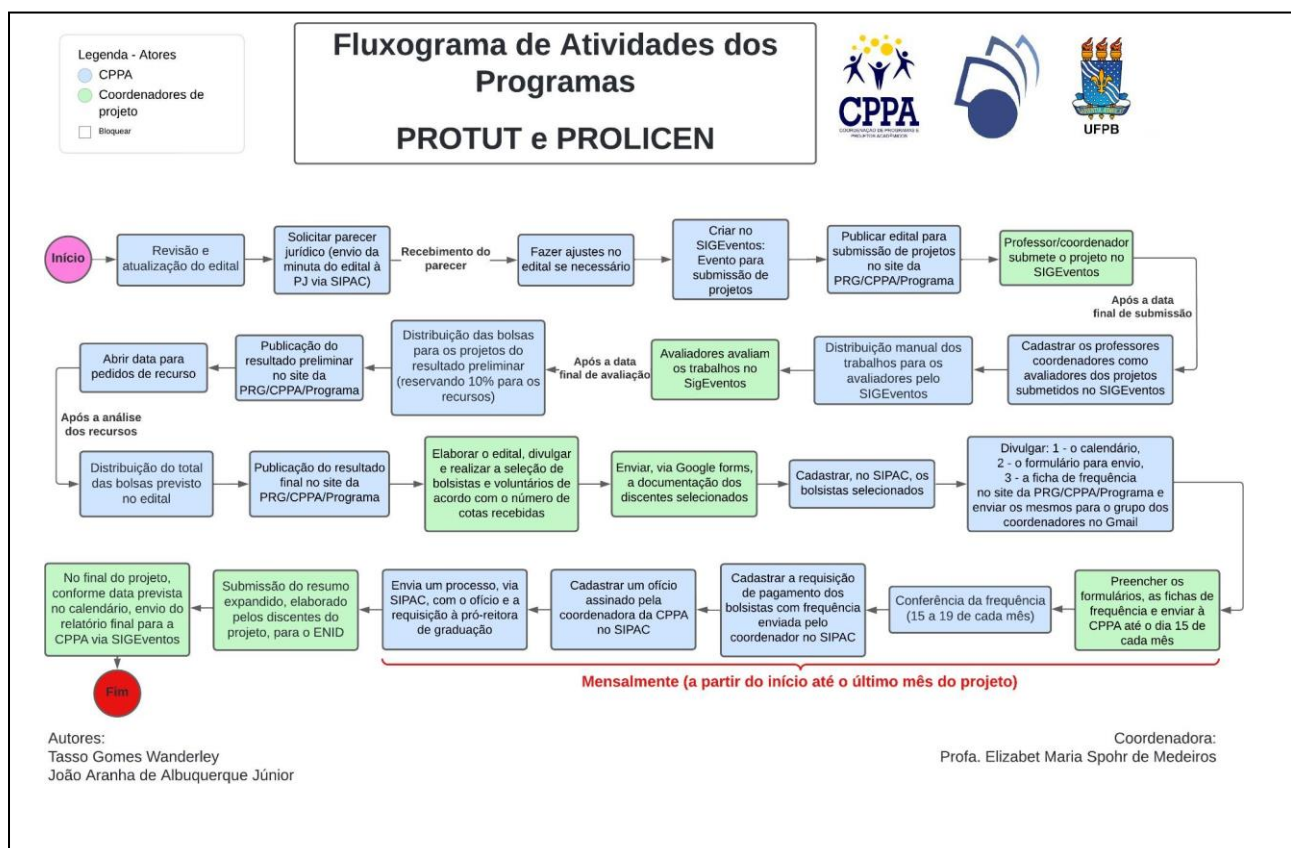 Legenda - Atores
CPPA
Coordenadores de
projeto
Bloquear
Fluxograma de Atividades dos
Programas
PROTUT e PROLICEN
CPPA
COORDENAÇÃO DE PROGRAMAS E
PROJETOS ACADÊMICOS
UFPB
Início
Revisão e
atualização do edital
Solicitar parecer
jurídico (envio da
minuta do edital à
PJ via SIPAC)
Recebimento do
parecer
Fazer ajustes no
edital se necessário
Criar no
SIGEventos:
Evento para
submissão de
projetos
Publicar edital para
submissão de projetos
no site da
PRG/CPPA/Programa
Professor/coordenador
submete o projeto no
SIGEventos
Após a data
final de submissão
Cadastrar os professores
coordenadores como
avaliadores dos projetos
submetidos no SIGEventos
Distribuição manual dos
trabalhos para os
avaliadores pelo
SIGEventos
Avaliadores avaliam
os trabalhos no
SigEventos
Após a data
final de avaliação
Distribuição das bolsas
para os projetos do
resultado preliminar
(reservando 10% para os
recursos)
Publicação do
resultado preliminar
no site da
PRG/CPPA/Programa
Abrir data para
pedidos de recurso
Após a análise
dos recursos
Distribuição do total
das bolsas previsto
no edital
Publicação do resultado
final no site da
PRG/CPPA/Programa
Elaborar o edital, divulgar
e realizar a seleção de
bolsistas e voluntários de
acordo com o número de
cotas recebidas
Enviar, via Google forms,
a documentação dos
discentes selecionados
Cadastrar, no SIPAC, os
bolsistas selecionados
Divulgar: 1 - o calendário,
2 - o formulário para envio,
3 - a ficha de frequência
no site da PRG/CPPA/Programa e
enviar os mesmos para o grupo dos
coordenadores no Gmail
Preencher os
formulários, as fichas de
frequência e enviar à
CPPA até o dia 15 de
cada mês
Conferência da frequência
(15 a 19 de cada mês)
Cadastrar a requisição
de pagamento dos
bolsistas com frequência
enviada pelo
coordenador no SIPAC
Cadastrar um ofício
assinado pela
coordenadora da CPPA
no SIPAC
Envia um processo, via
SIPAC, com o ofício e a
requisição à pró-reitora
de graduação
Submissão do resumo
expandido, elaborado
pelos discentes do
projeto, para o ENID
No final do projeto,
conforme data prevista
no calendário, envio do
relatório final para a
CPPA via SIGEventos
Fim
Mensalmente (a partir do início até o último mês do projeto)
Autores:
Tasso Gomes Wanderley
João Aranha de Albuquerque Júnior
Coordenadora:
Profa. Elizabet Maria Spohr de Medeiros